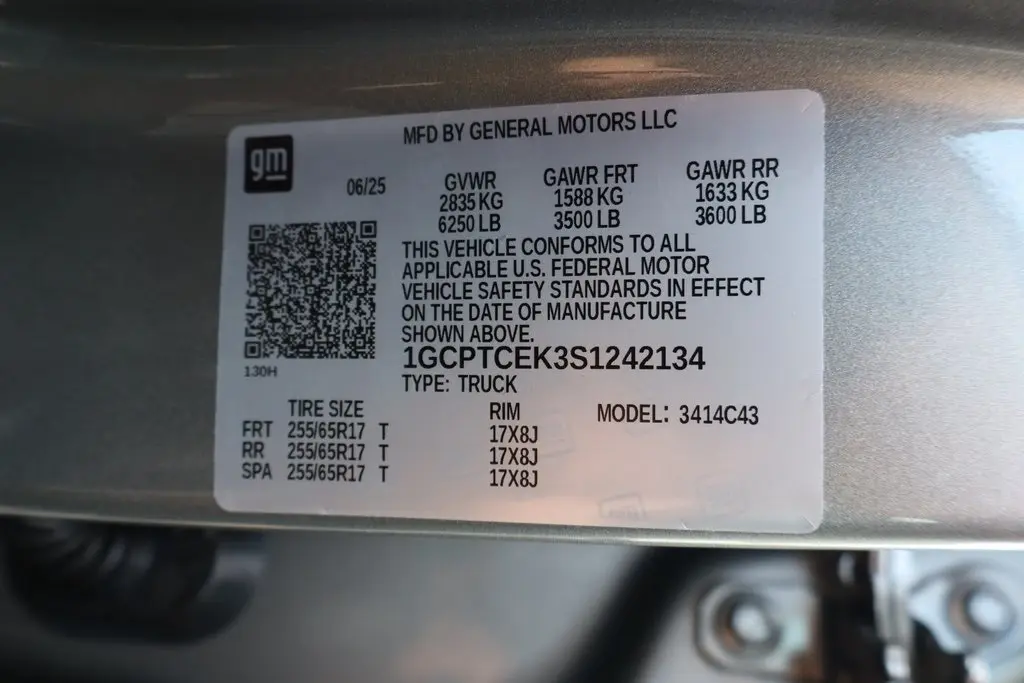 MFD BY GENERAL MOTORS LLC
gm
06/25
GVWR GAWR FRT GAWR RR
2835 KG 1588 KG 1633 KG
6250 LB 3500 LB 3600 LB
THIS VEHICLE CONFORMS TO ALL
APPLICABLE U.S. FEDERAL MOTOR
VEHICLE SAFETY STANDARDS IN EFFECT
ON THE DATE OF MANUFACTURE
SHOWN ABOVE.
1GCPTCEK3S1242134
130H
TYPE: TRUCK
TIRE SIZE RIM MODEL: 3414C43
FRT 255/65R17 T 17X8J
RR 255/65R17 T 17X8J
SPA 255/65R17 T 17X8J